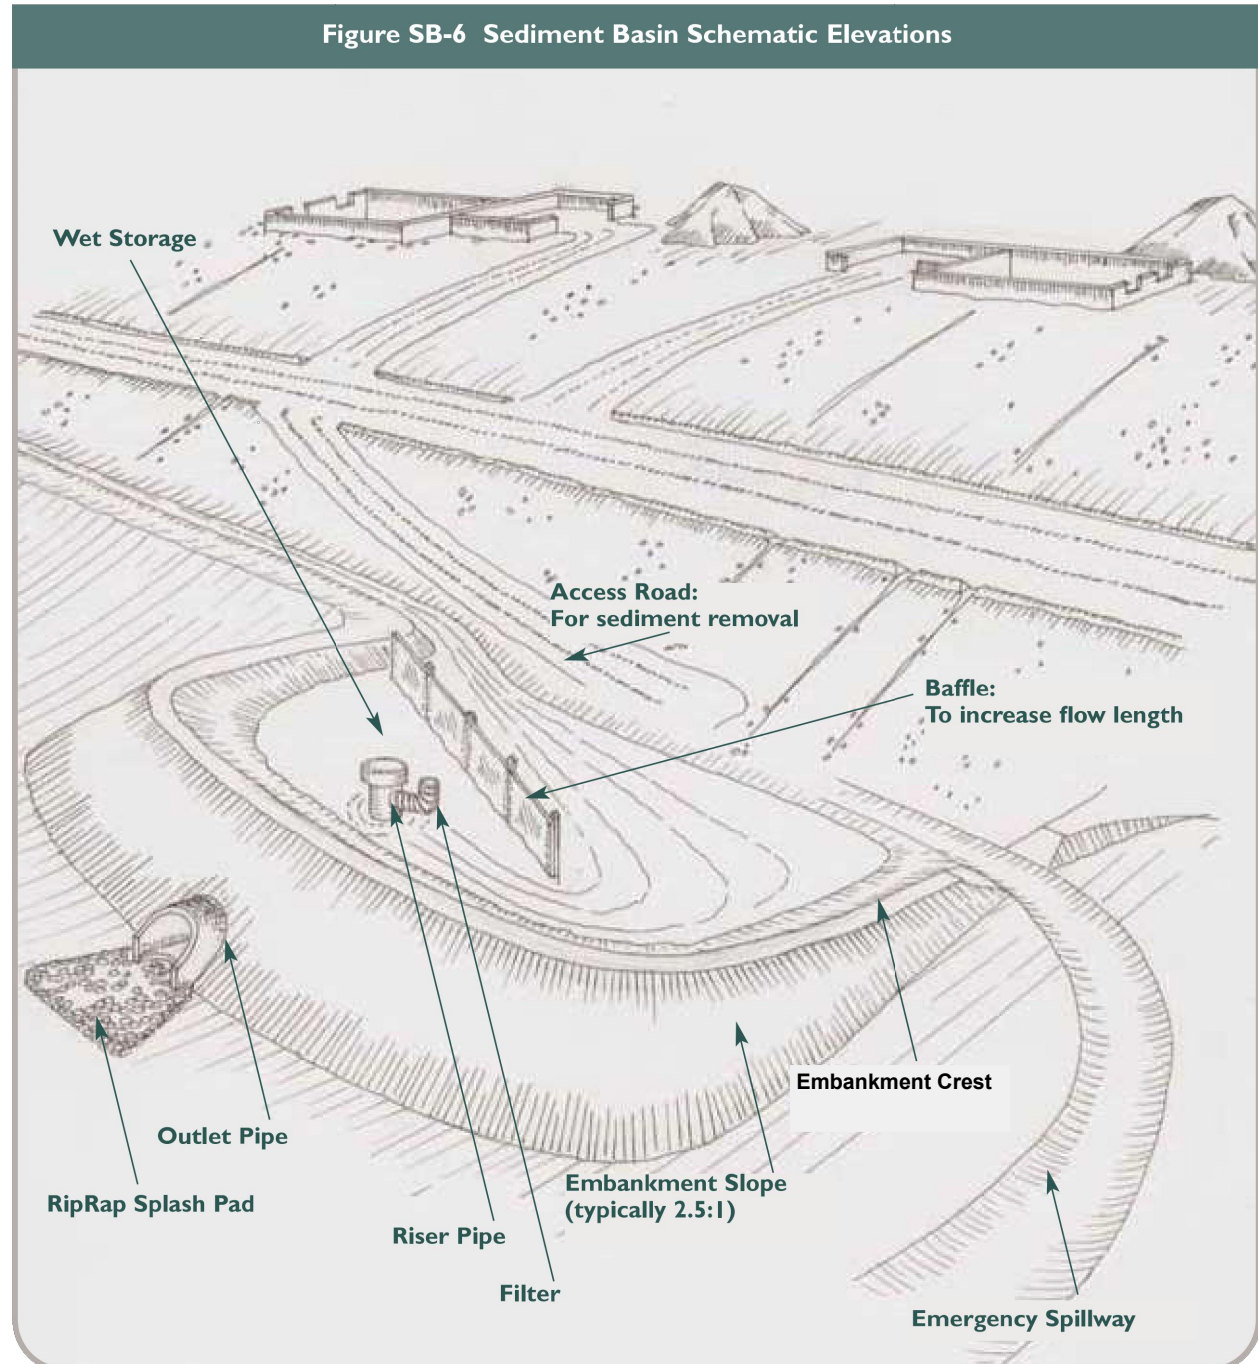 Figure SB-6 Sediment Basin Schematic Elevations
Wet Storage
Access Road:
For sediment removal
Baffle:
To increase flow length
Embankment Crest
Outlet Pipe
Embankment Slope
(typically 2.5:1)
RipRap Splash Pad
Riser Pipe
Filter
Emergency Spillway